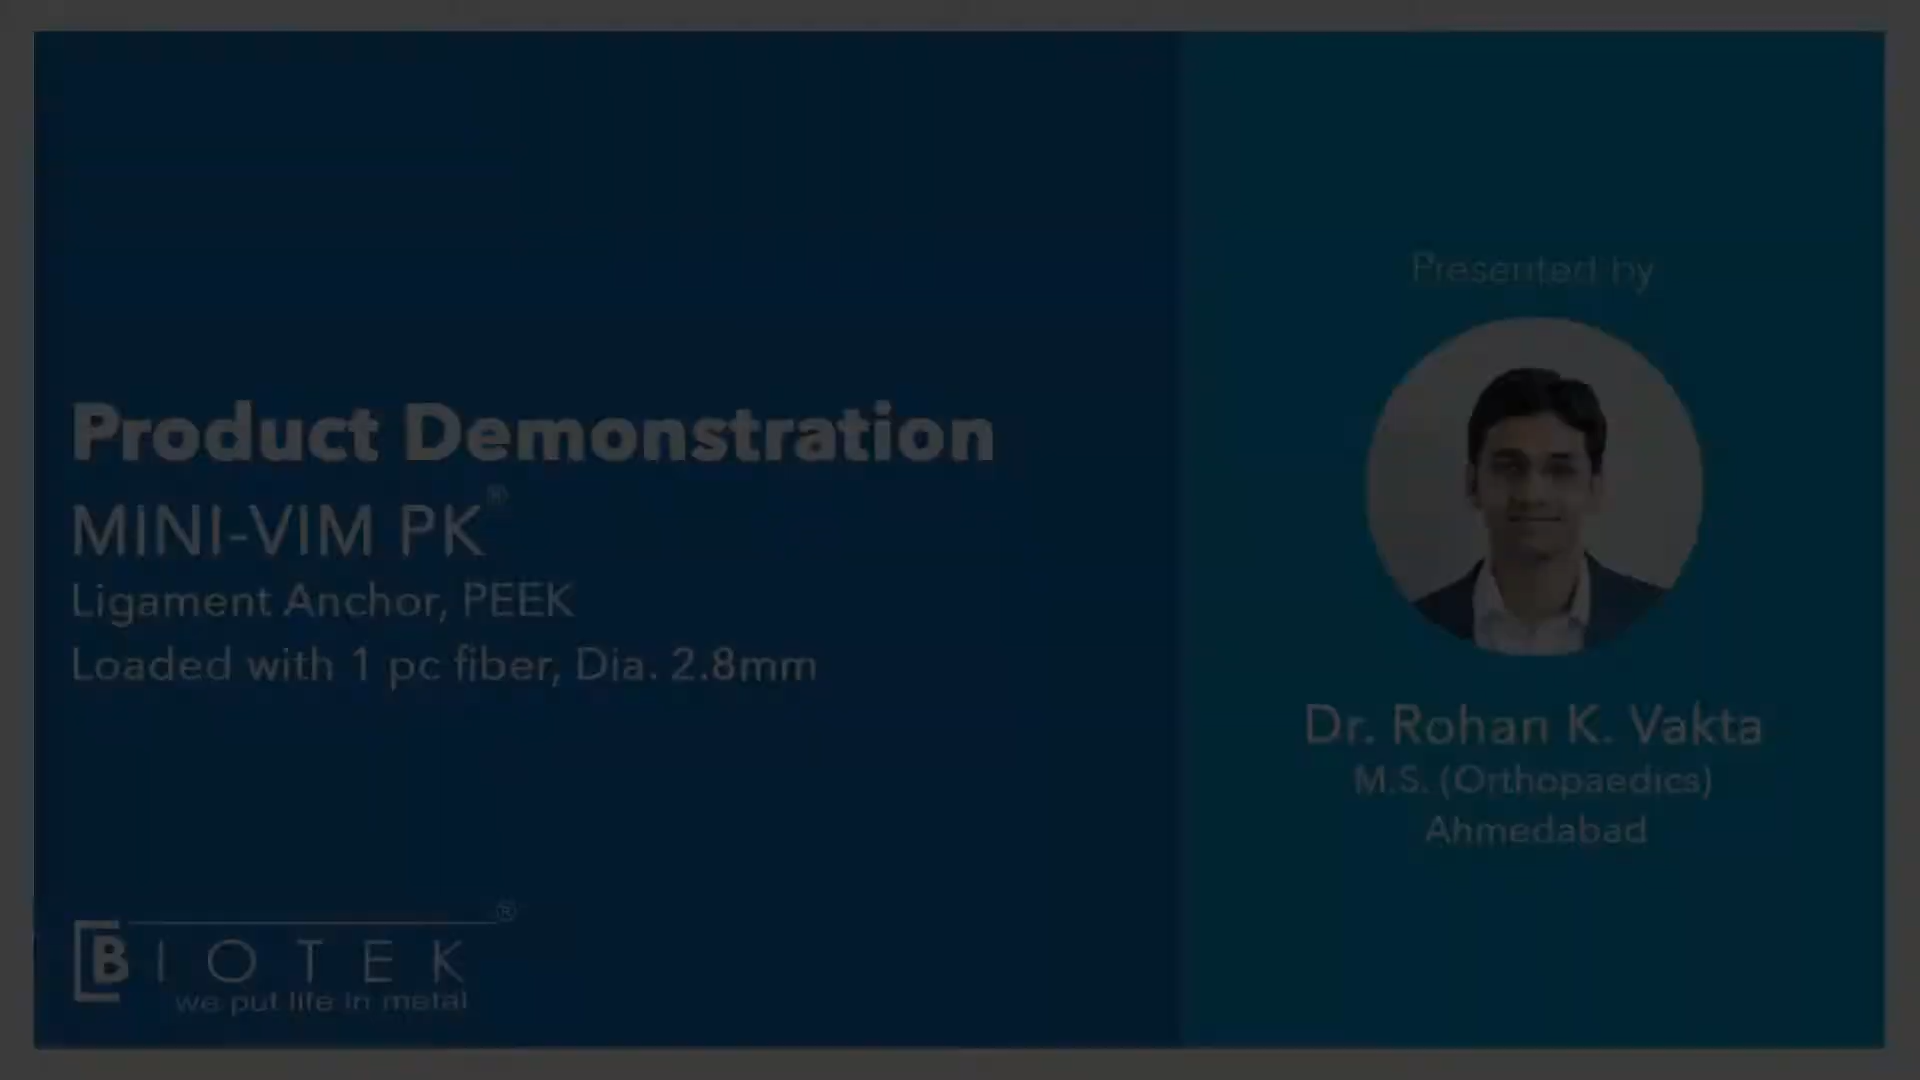 Product Demonstration
MINI-VIM PK®
Ligament Anchor, PEEK
Loaded with 1 pc fiber, Dia. 2.8mm
BIOTEK®
we put life in metal
Presented by
Dr. Rohan K. Vakta
M.S. (Orthopaedics)
Ahmedabad